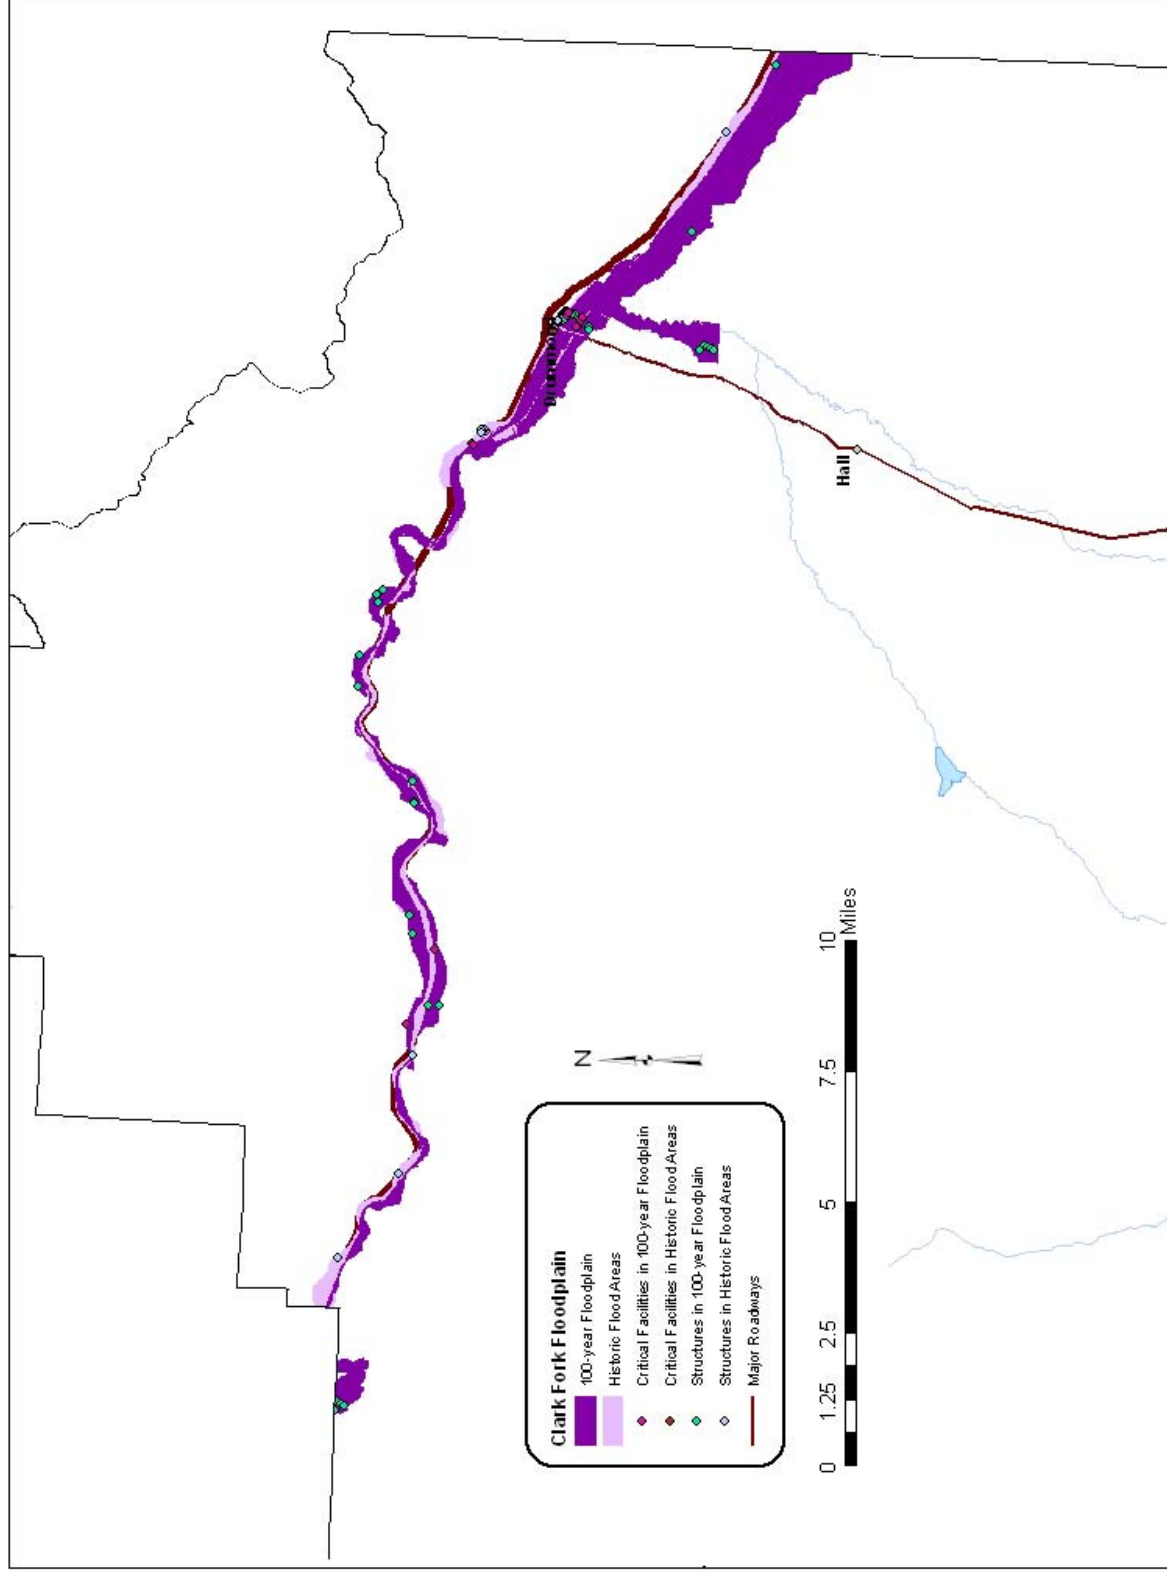 Drummond
Hall
N
Clark Fork Floodplain
100-year Floodplain
Historic Flood Areas
Critical Facilities in 100-year Floodplain
Critical Facilities in Historic Flood Areas
Structures in 100-year Floodplain
Structures in Historic Flood Areas
Major Roadways
0 1.25 2.5 5 7.5 10
Miles